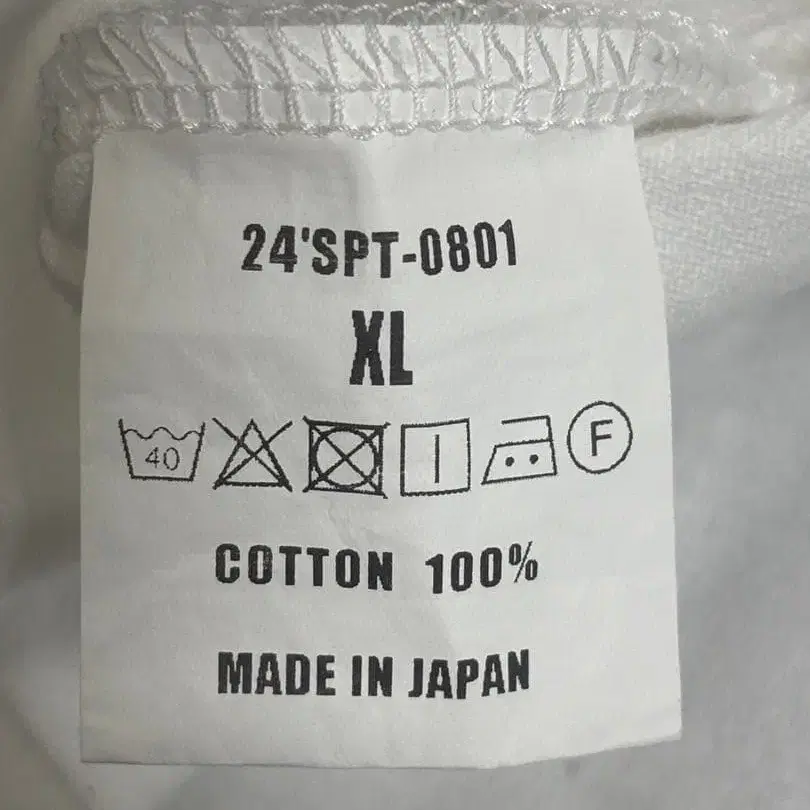 24'SPT-0801
XL
40 F
COTTON 100%
MADE IN JAPAN